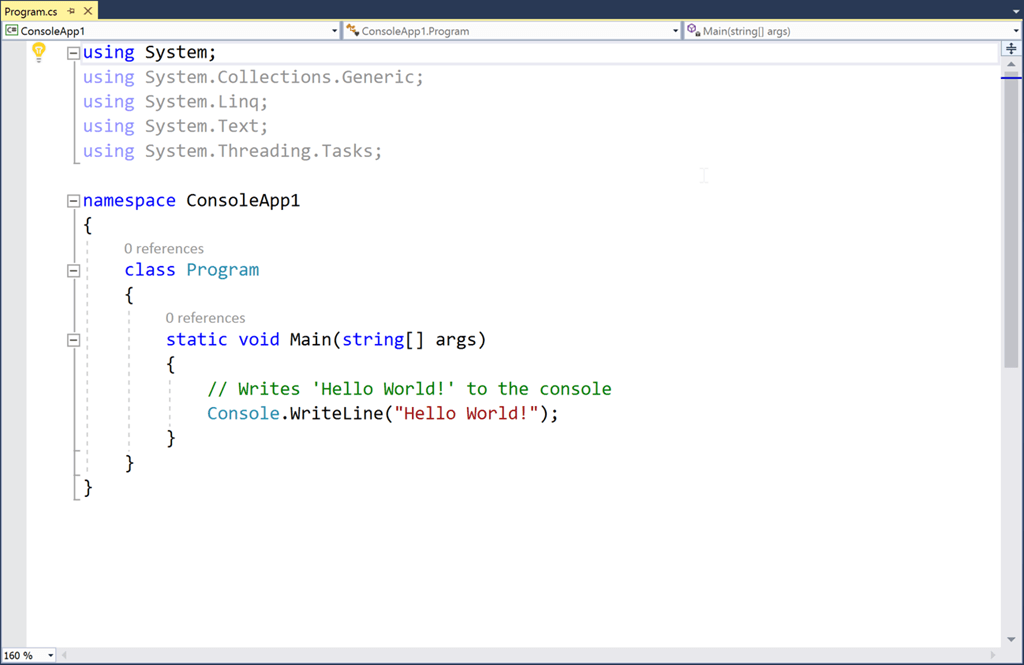 Program.cs
ConsoleApp1
ConsoleApp1.Program
Main(string[] args)
using System;
using System.Collections.Generic;
using System.Linq;
using System.Text;
using System.Threading.Tasks;
namespace ConsoleApp1
{
0 references
class Program
{
0 references
static void Main(string[] args)
{
// Writes 'Hello World!' to the console
Console.WriteLine("Hello World!");
}
}
}
160 %